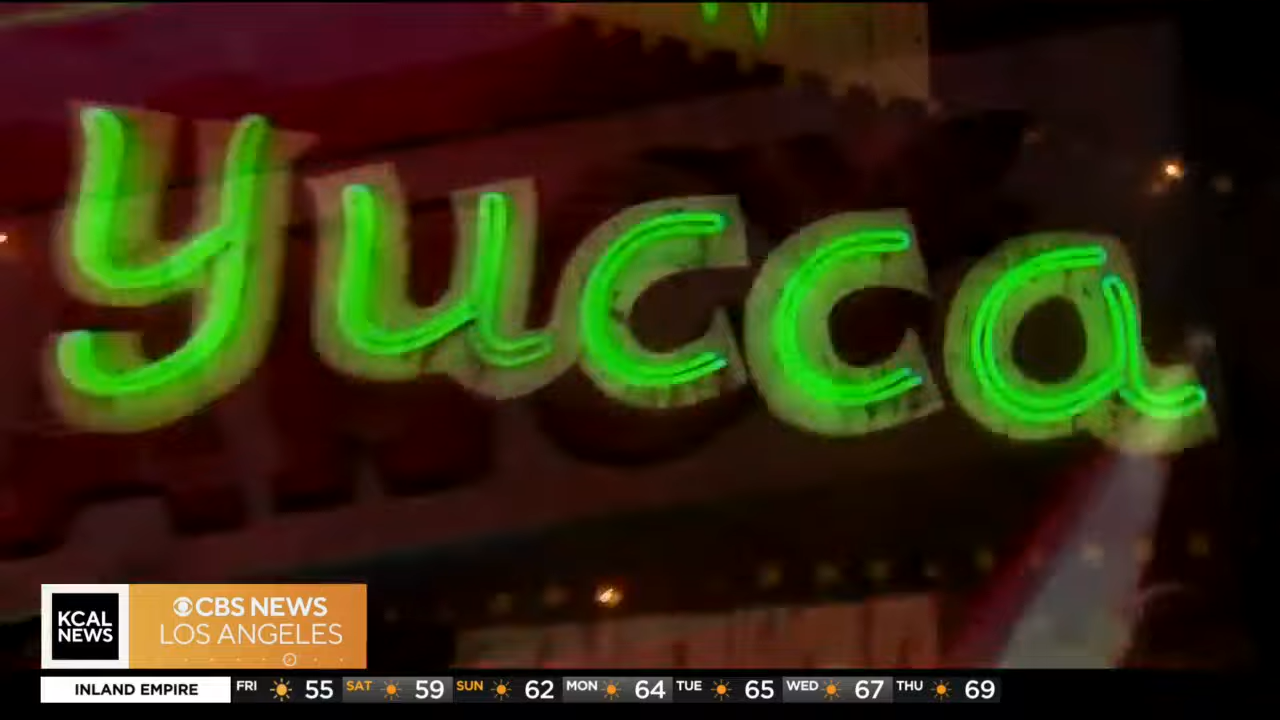 Yucca
KCAL
NEWS
CBS NEWS
LOS ANGELES
INLAND EMPIRE
FRI 55 SAT 59 SUN 62 MON 64 TUE 65 WED 67 THU 69